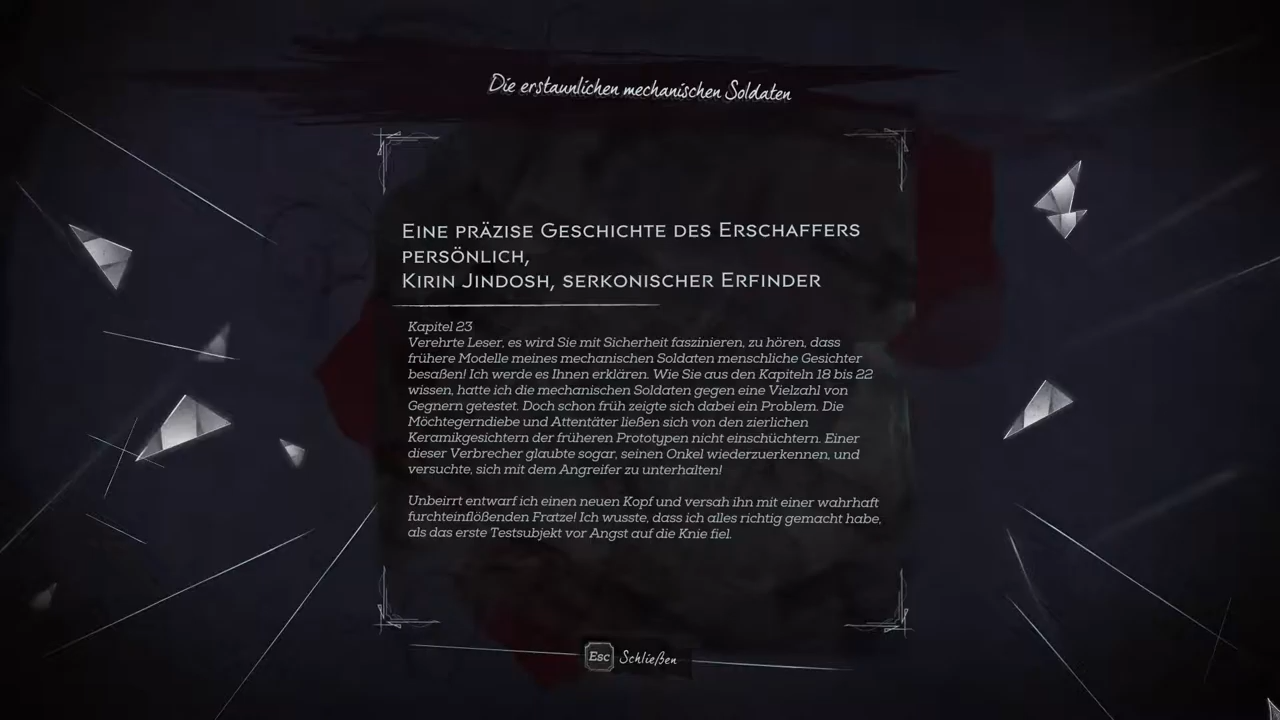 Die erstaunlichen mechanischen Soldaten
Eine präzise Geschichte des Erschaffers
persönlich,
Kirin Jindosh, serkonischer Erfinder
Kapitel 23
Verehrte Leser, es wird Sie mit Sicherheit faszinieren, zu hören, dass
frühere Modelle meines mechanischen Soldaten menschliche Gesichter
besaßen! Ich werde es Ihnen erklären. Wie Sie aus den Kapiteln 18 bis 22
wissen, hatte ich die mechanischen Soldaten gegen eine Vielzahl von
Gegnern getestet. Doch schon früh zeigte sich dabei ein Problem. Die
Möchtegerndiebe und Attentäter ließen sich von den zierlichen
Keramikgesichtern der früheren Prototypen nicht einschüchtern. Einer
dieser Verbrecher glaubte sogar, seinen Onkel wiederzuerkennen, und
versuchte, sich mit dem Angreifer zu unterhalten!
Unbeirrt entwarf ich einen neuen Kopf und versah ihn mit einer wahrhaft
furchteinflößenden Fratze! Ich wusste, dass ich alles richtig gemacht habe,
als das erste Testsubjekt vor Angst auf die Knie fiel.
Esc Schließen